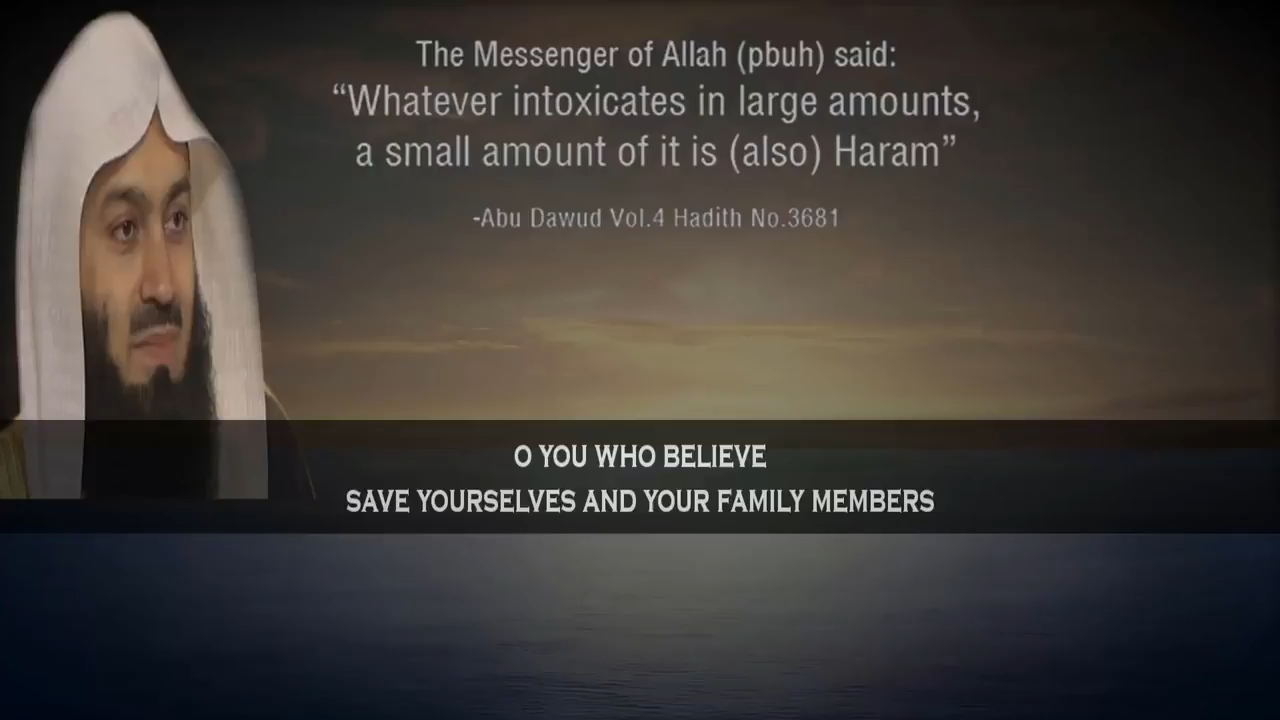 The Messenger of Allah (pbuh) said:
“Whatever intoxicates in large amounts,
a small amount of it is (also) Haram”
-Abu Dawud Vol.4 Hadith No.3681
O YOU WHO BELIEVE
SAVE YOURSELVES AND YOUR FAMILY MEMBERS